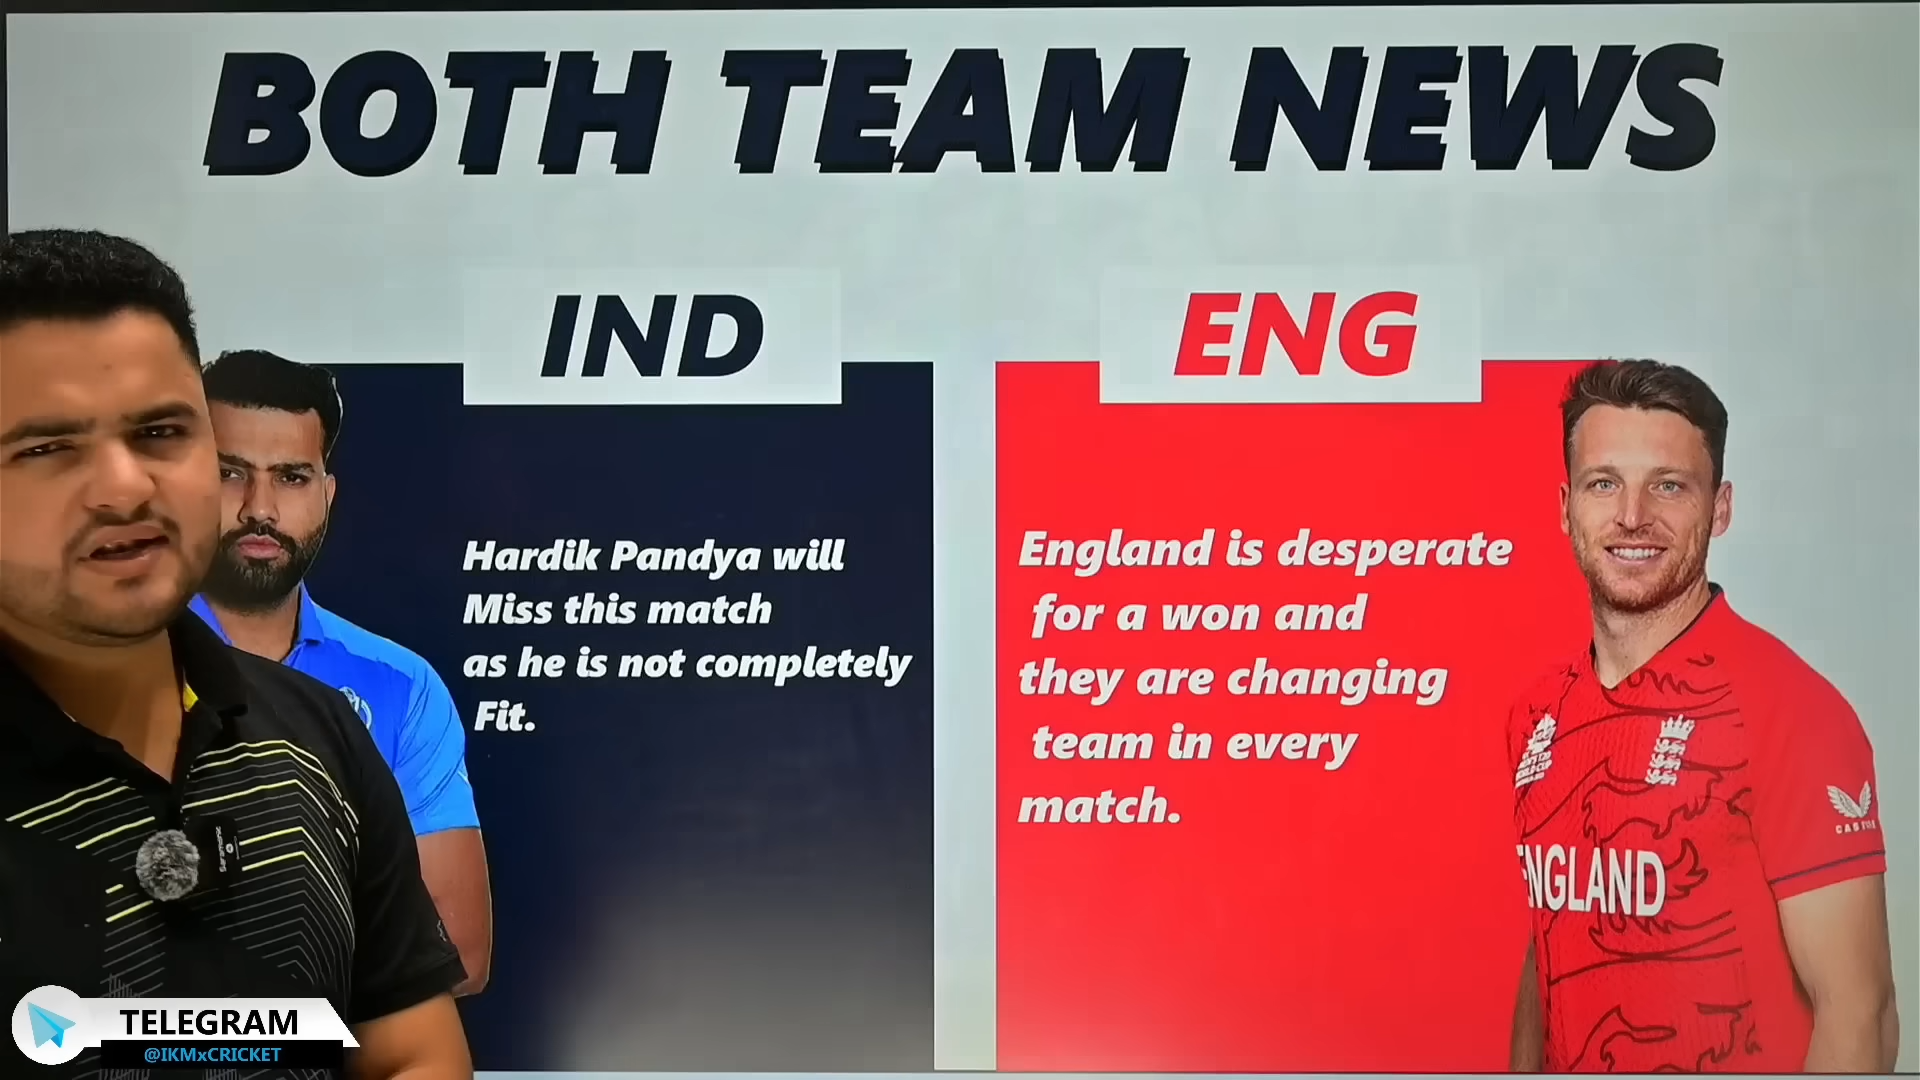 BOTH TEAM NEWS
IND
ENG
Hardik Pandya will
Miss this match
as he is not completely
Fit.
England is desperate
for a won and
they are changing
team in every
match.
ENGLAND
TELEGRAM
@IKMxCRICKET